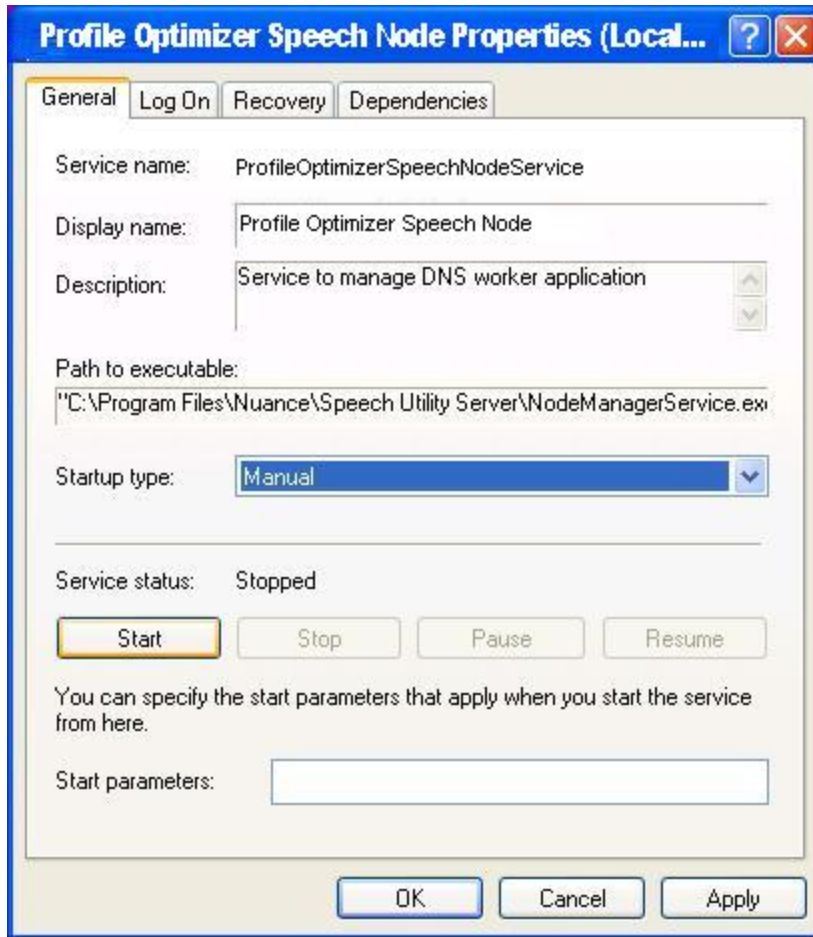 Profile Optimizer Speech Node Properties (Local...
General Log On Recovery Dependencies
Service name: ProfileOptimizerSpeechNodeService
Display name: Profile Optimizer Speech Node
Description: Service to manage DNS worker application
Path to executable:
"C:\Program Files\Nuance\Speech Utility Server\NodeManagerService.exe
Startup type: Manual
Service status: Stopped
Start Stop Pause Resume
You can specify the start parameters that apply when you start the service
from here.
Start parameters:
OK Cancel Apply